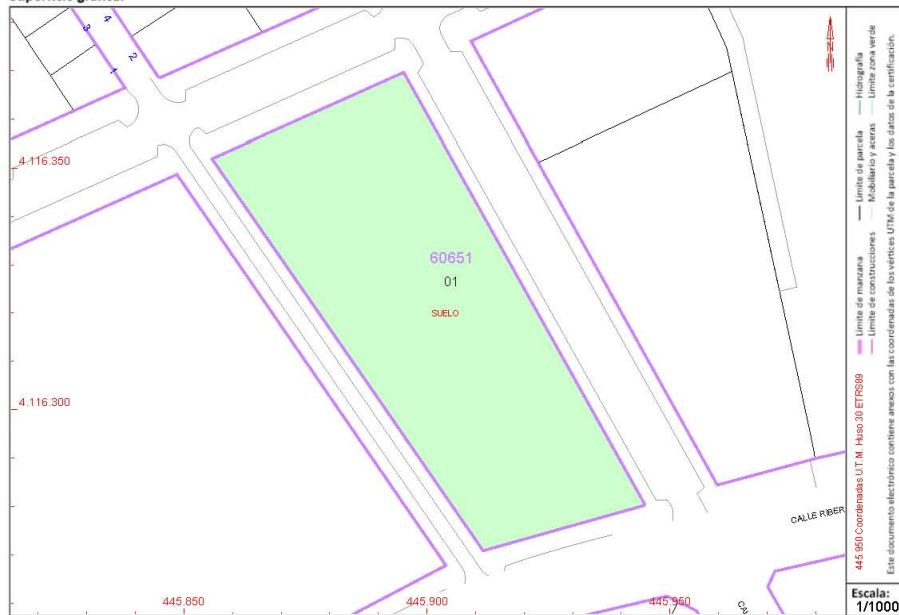 Superficie gráfica:
3
4
1
2
4.116.350
60651
01
SUELO
4.116.300
CALLE RIBER
445.850
445.900
445.950
N
Límite de manzana
Límite de parcela
Hidrografía
Límite de construcciones
Mobiliario y aceras
Límite zona verde
445.950 Coordenadas U.T.M. Huso 30 ETRS89
Este documento electrónico contiene anexos con las coordenadas de los vértices UTM de la parcela y los datos de la certificación.
Escala:
1/1000